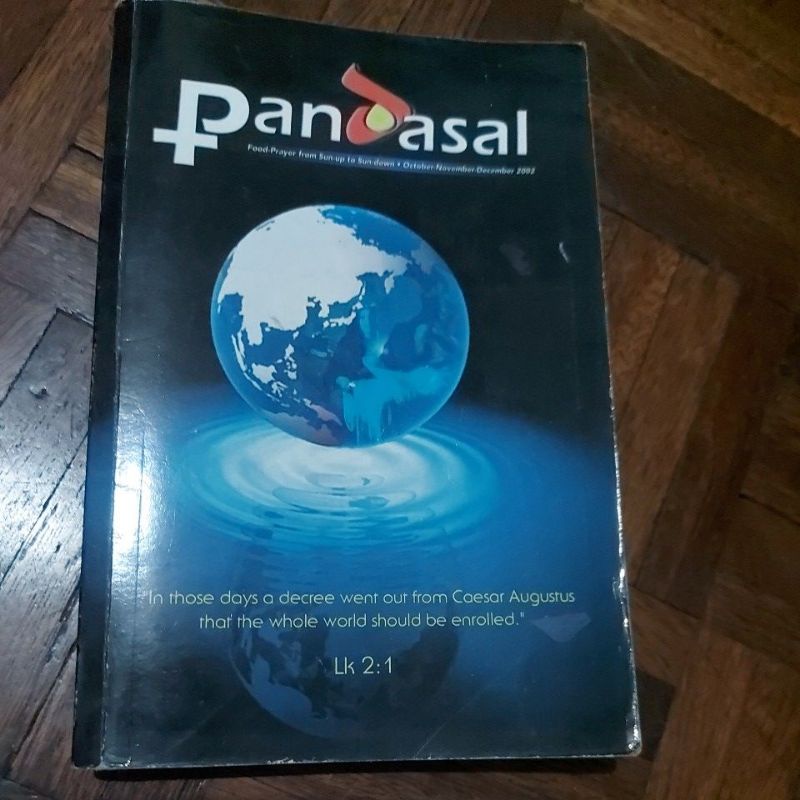 Pandasal
Food-Prayer from Sun-up to Sun-down • October-November-December 2002
"In those days a decree went out from Caesar Augustus
that the whole world should be enrolled."
Lk 2:1